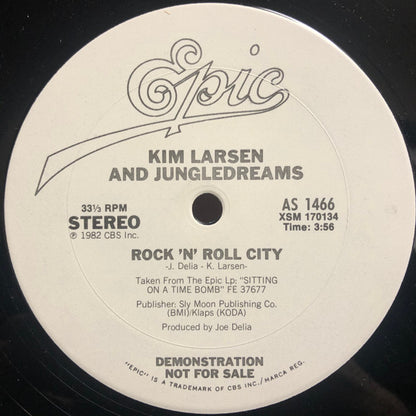 Epic
KIM LARSEN
AND JUNGLEDREAMS
33⅓ RPM
STEREO
℗ 1982 CBS Inc.
AS 1466
XSM 170134
Time: 3:56
ROCK 'N' ROLL CITY
-J. Delia - K. Larsen-
Taken From The Epic Lp: "SITTING
ON A TIME BOMB" FE 37677
Publisher: Sly Moon Publishing Co.
(BMI)/Klaps (KODA)
Produced by Joe Delia
DEMONSTRATION
NOT FOR SALE
"EPIC" IS A TRADEMARK OF CBS INC./MARCA REG.